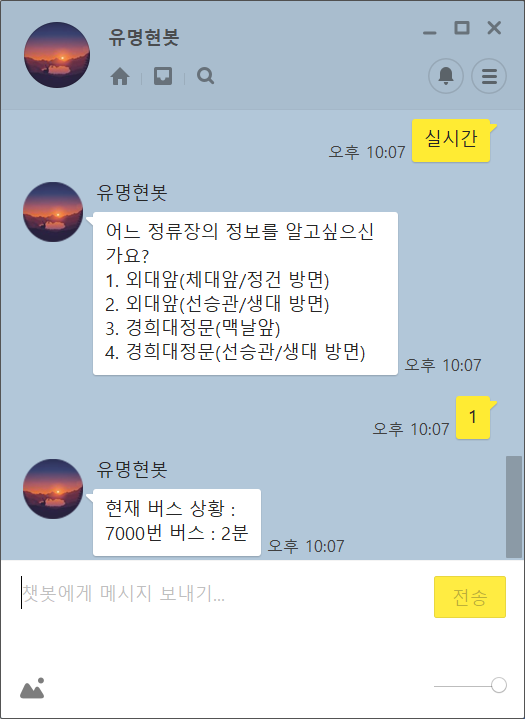 유명현봇
실시간
오후 10:07
유명현봇
어느 정류장의 정보를 알고싶으신
가요?
1. 외대앞(체대앞/정건 방면)
2. 외대앞(선승관/생대 방면)
3. 경희대정문(맥날앞)
4. 경희대정문(선승관/생대 방면)
오후 10:07
1
오후 10:07
유명현봇
현재 버스 상황 :
7000번 버스 : 2분
오후 10:07
챗봇에게 메시지 보내기...
전송